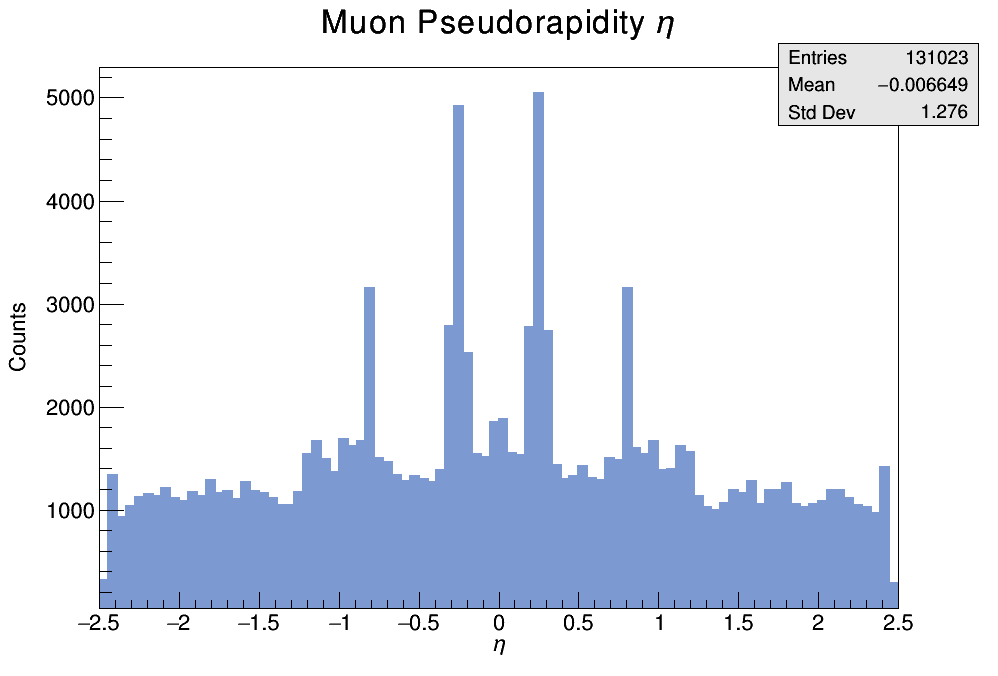 Muon Pseudorapidity η
Entries 131023
Mean −0.006649
Std Dev 1.276
5000
4000
3000
2000
1000
Counts
−2.5 −2 −1.5 −1 −0.5 0 0.5 1 1.5 2 2.5
η